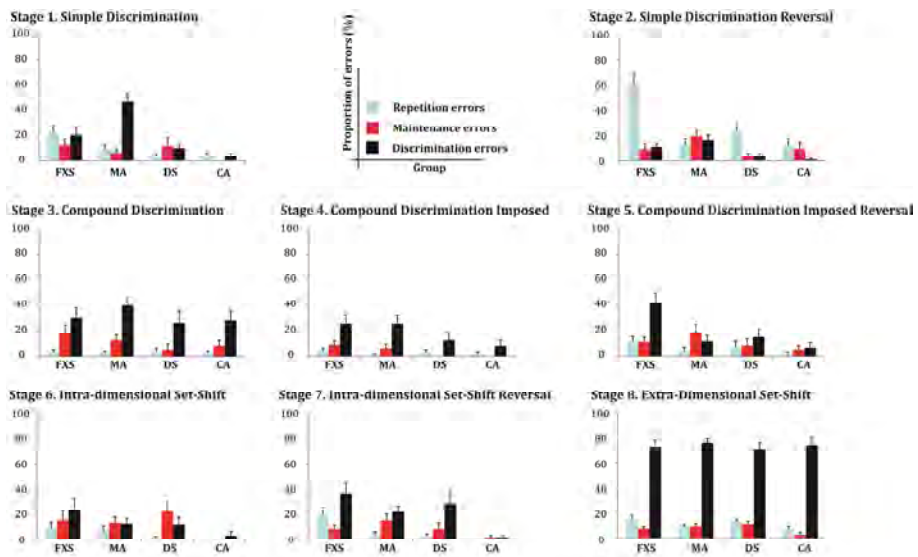 Stage 1. Simple Discrimination
100
80
60
40
20
0
FXS MA DS CA
Proportion of errors (%)
Repetition errors
Maintenance errors
Discrimination errors
Group
Stage 2. Simple Discrimination Reversal
100
80
60
40
20
0
FXS MA DS CA
Stage 3. Compound Discrimination
100
80
60
40
20
0
FXS MA DS CA
Stage 4. Compound Discrimination Imposed
100
80
60
40
20
0
FXS MA DS CA
Stage 5. Compound Discrimination Imposed Reversal
100
80
60
40
20
0
FXS MA DS CA
Stage 6. Intra-dimensional Set-Shift
100
80
60
40
20
0
FXS MA DS CA
Stage 7. Intra-dimensional Set-Shift Reversal
100
80
60
40
20
0
FXS MA DS CA
Stage 8. Extra-Dimensional Set-Shift
100
80
60
40
20
0
FXS MA DS CA